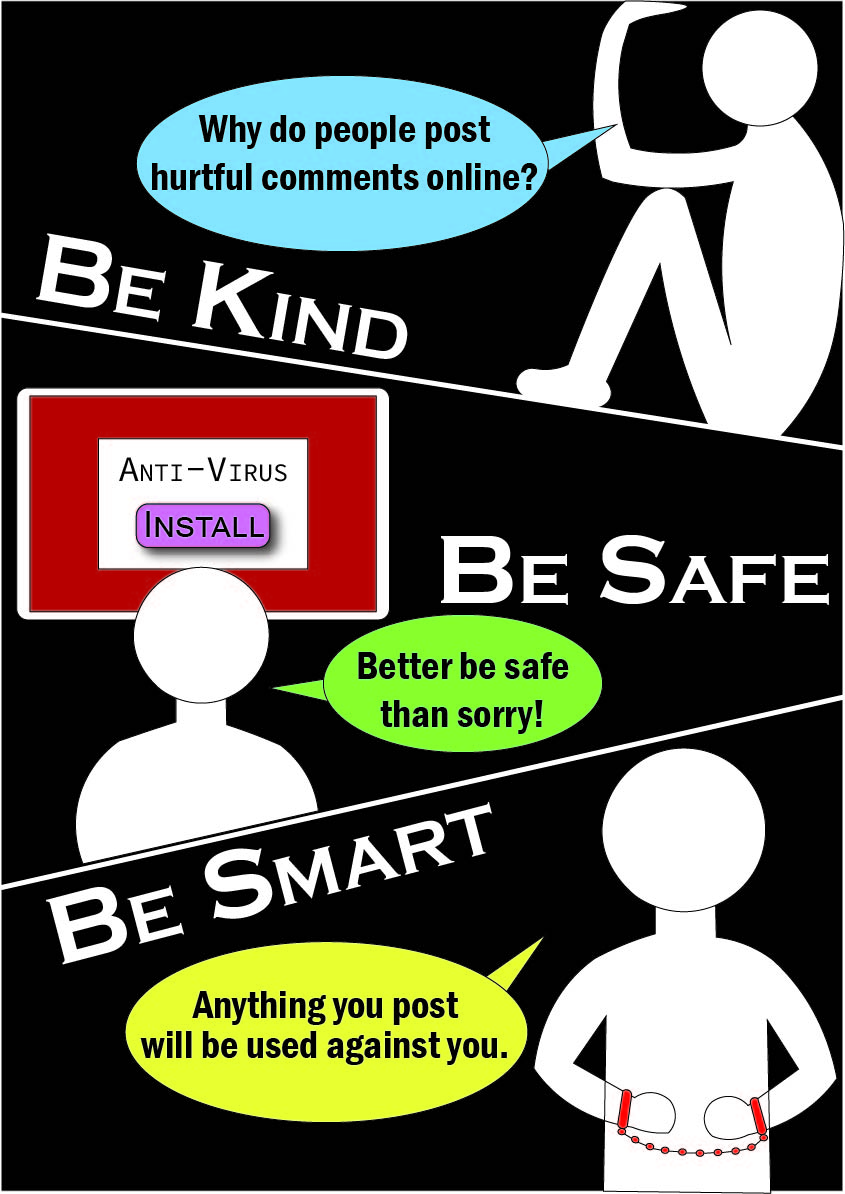 Why do people post
hurtful comments online?
Be Kind
Anti-Virus
Install
Be Safe
Better be safe
than sorry!
Be Smart
Anything you post
will be used against you.